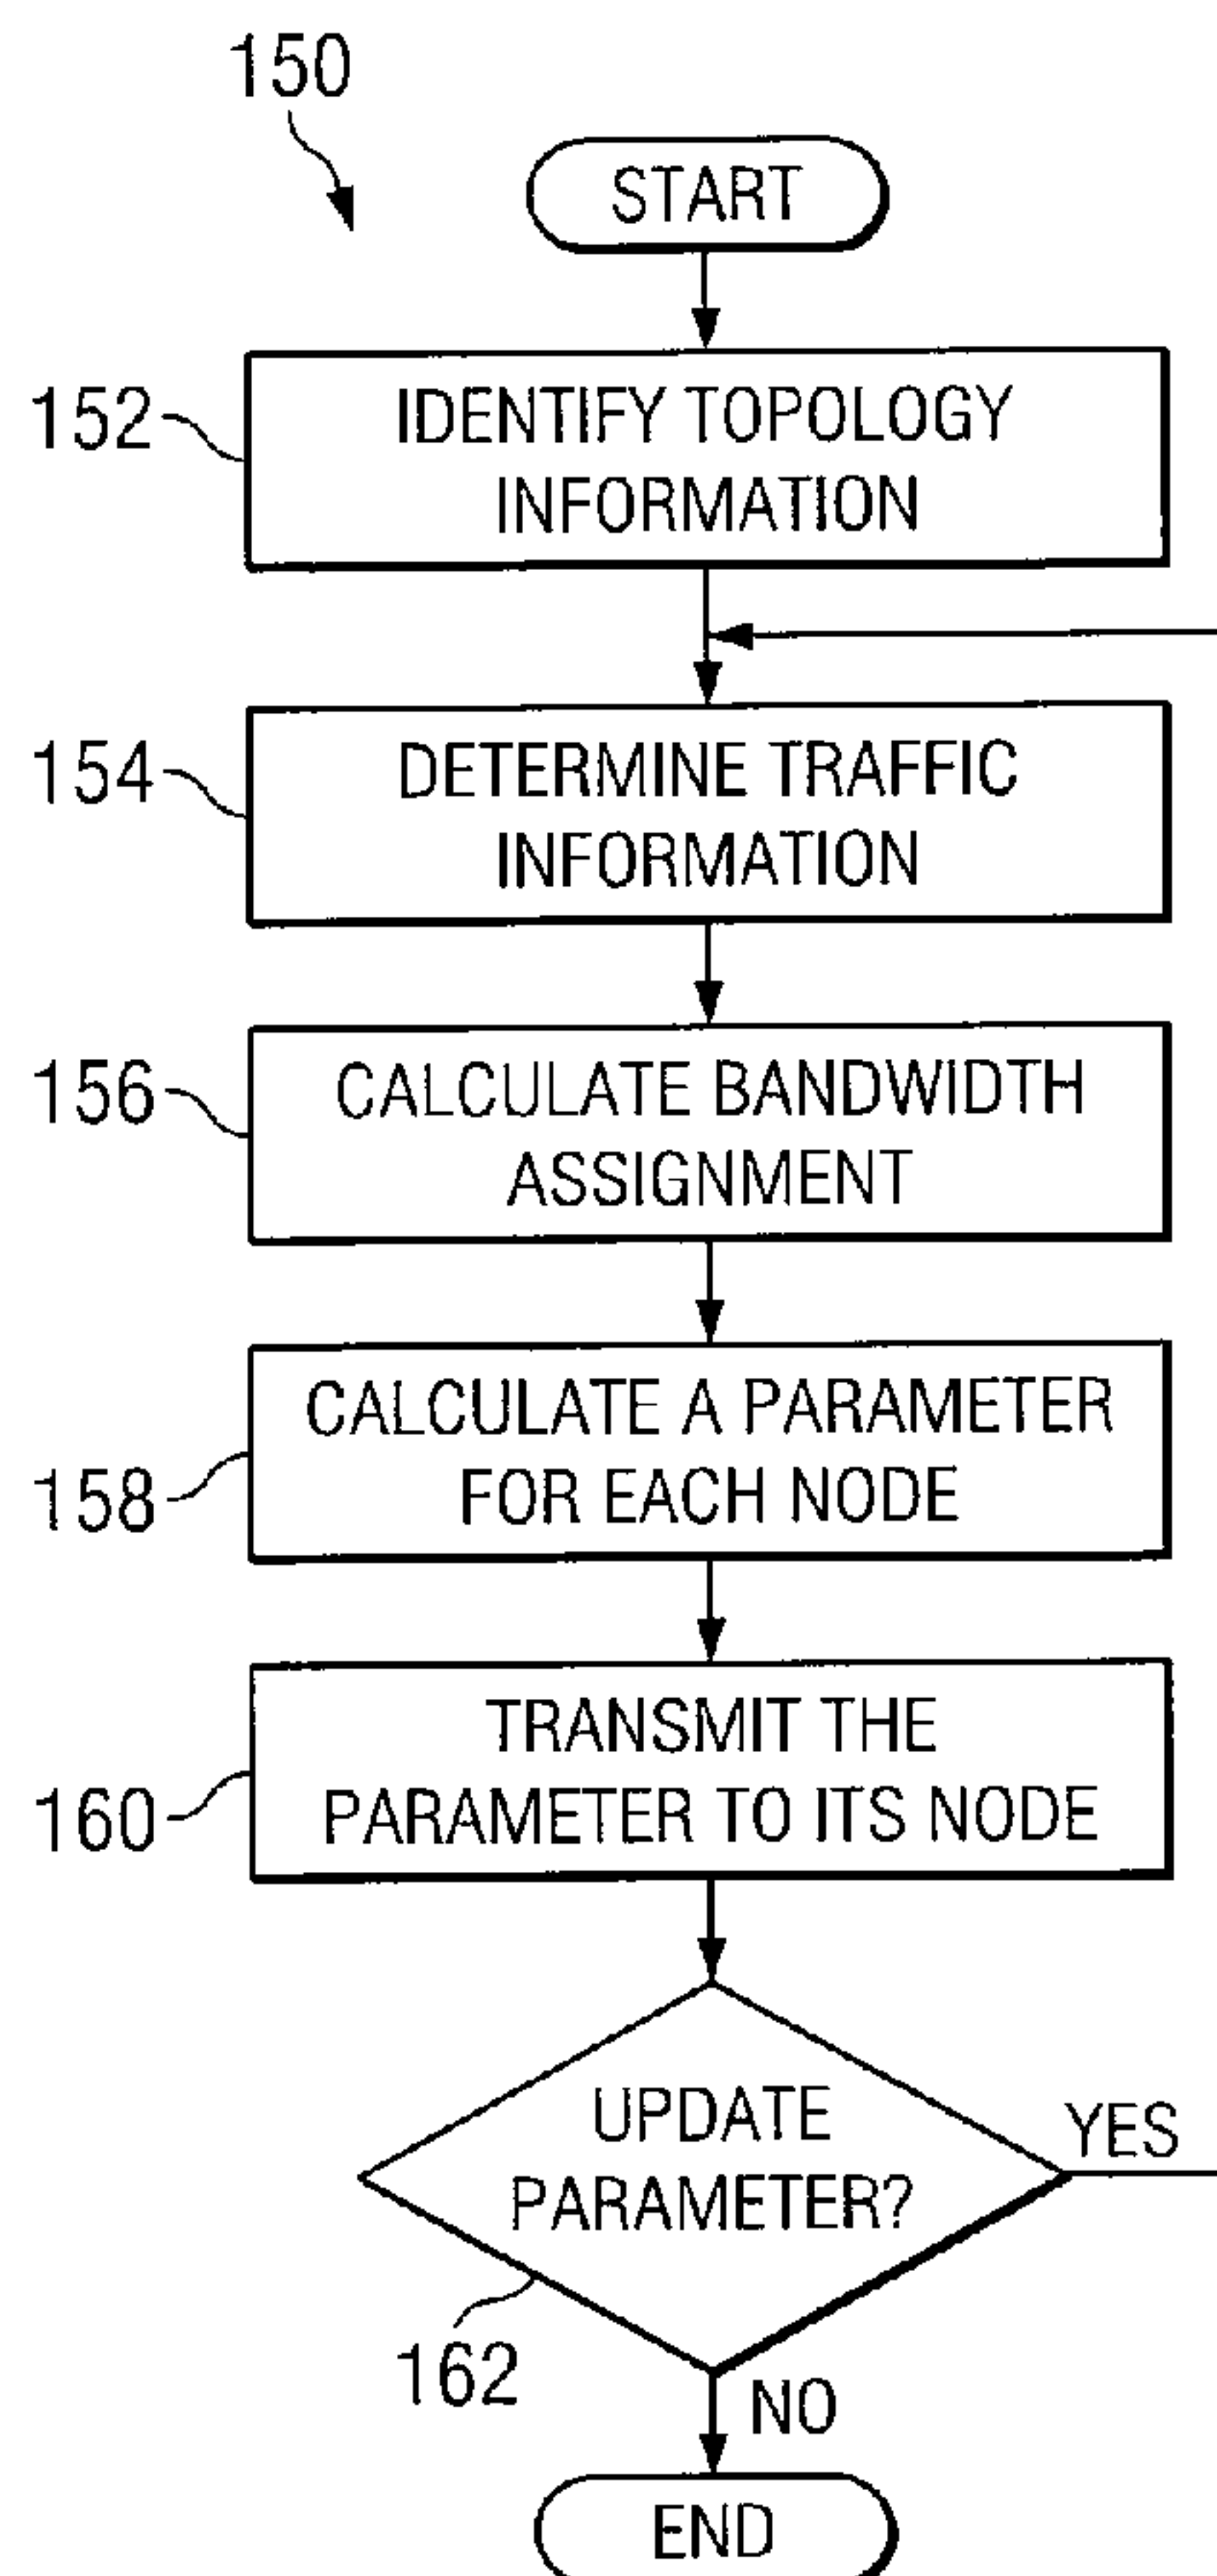 150
START
152
IDENTIFY TOPOLOGY
INFORMATION
154
DETERMINE TRAFFIC
INFORMATION
156
CALCULATE BANDWIDTH
ASSIGNMENT
158
CALCULATE A PARAMETER
FOR EACH NODE
160
TRANSMIT THE
PARAMETER TO ITS NODE
UPDATE
PARAMETER?
YES
162
NO
END